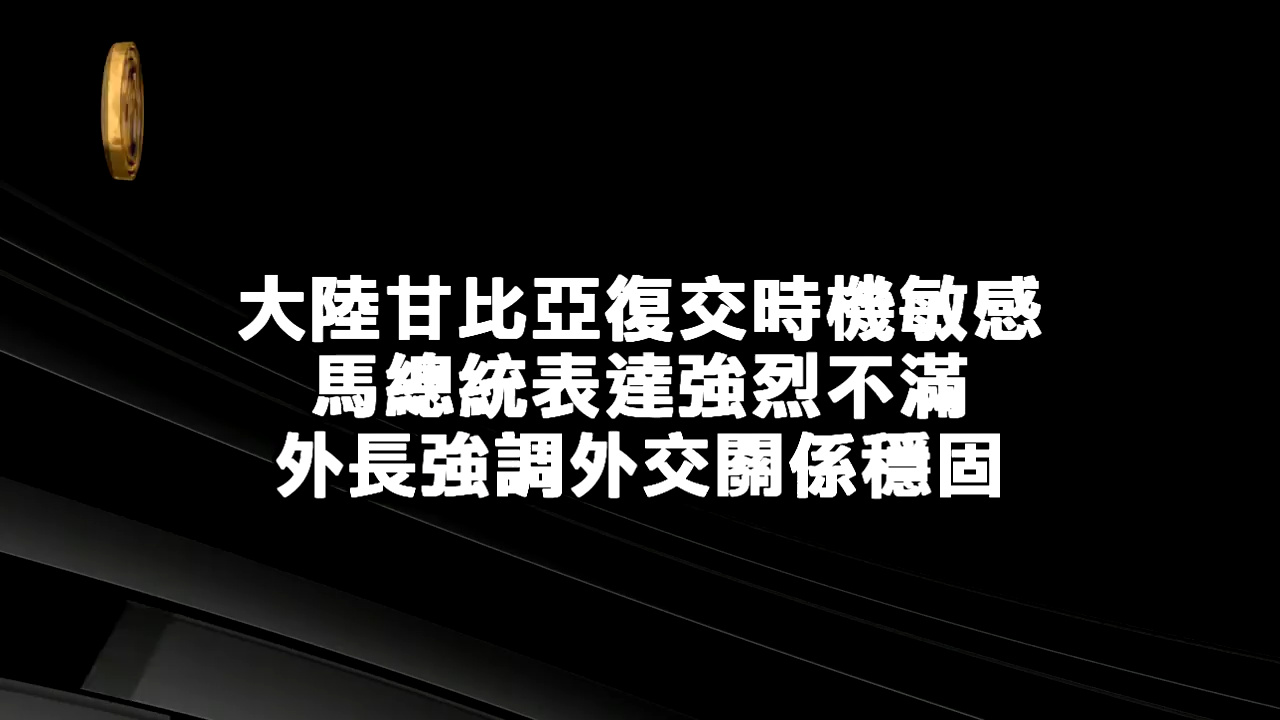 大陸甘比亞復交時機敏感
馬總統表達強烈不滿
外長強調外交關係穩固